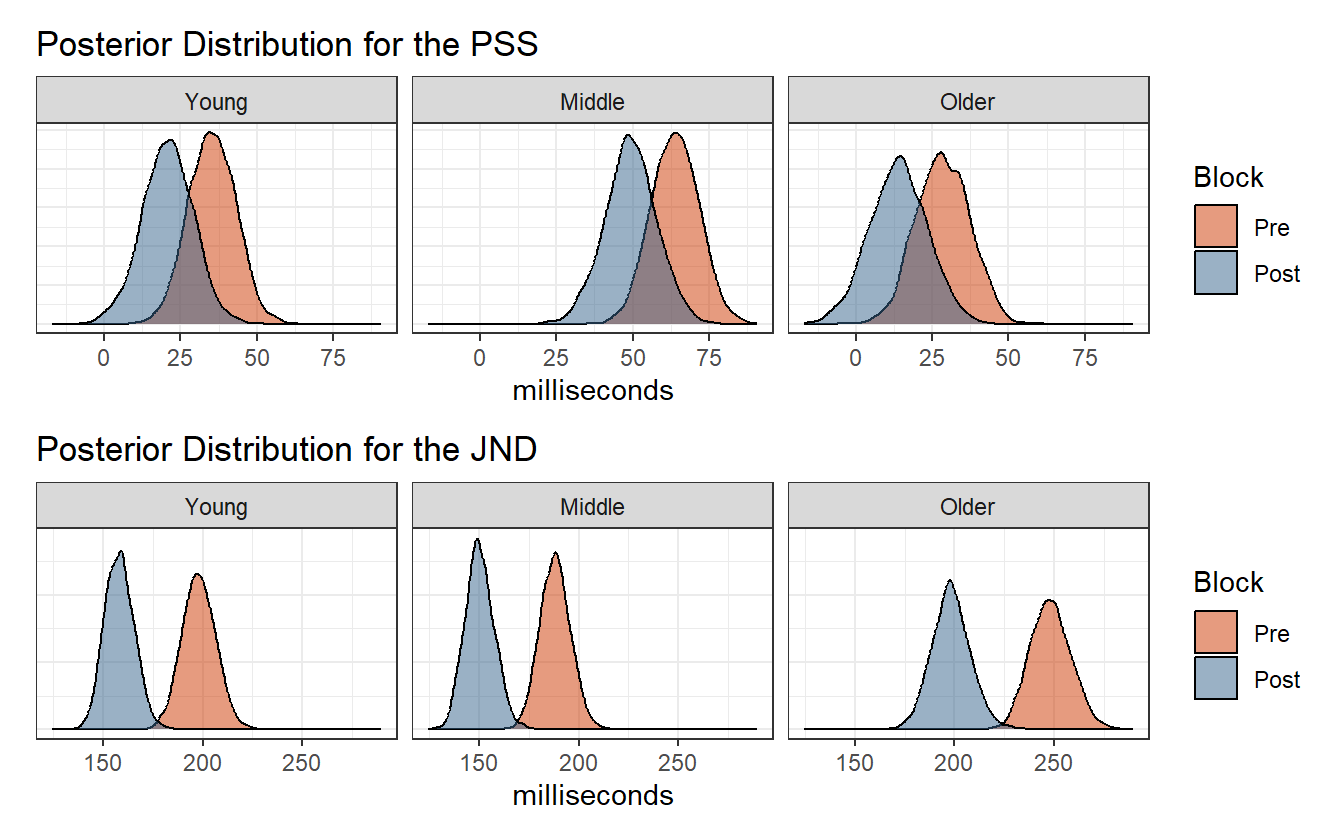 Posterior Distribution for the PSS
Young Middle Older
0 25 50 75 0 25 50 75 0 25 50 75
milliseconds
Block
Pre
Post
Posterior Distribution for the JND
Young Middle Older
150 200 250 150 200 250 150 200 250
milliseconds
Block
Pre
Post